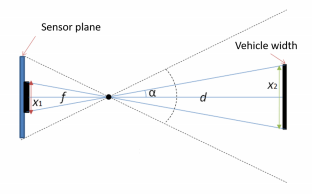 Sensor plane
Vehicle width
x1
f
α
d
x2